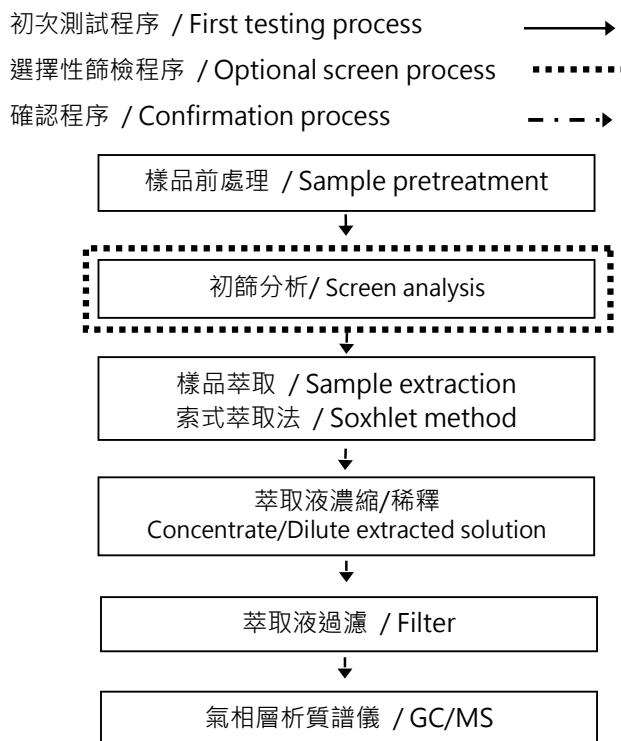 初次測試程序 / First testing process
選擇性篩檢程序 / Optional screen process
確認程序 / Confirmation process
樣品前處理 / Sample pretreatment
初篩分析/ Screen analysis
樣品萃取 / Sample extraction
索式萃取法 / Soxhlet method
萃取液濃縮/稀釋
Concentrate/Dilute extracted solution
萃取液過濾 / Filter
氣相層析質譜儀 / GC/MS